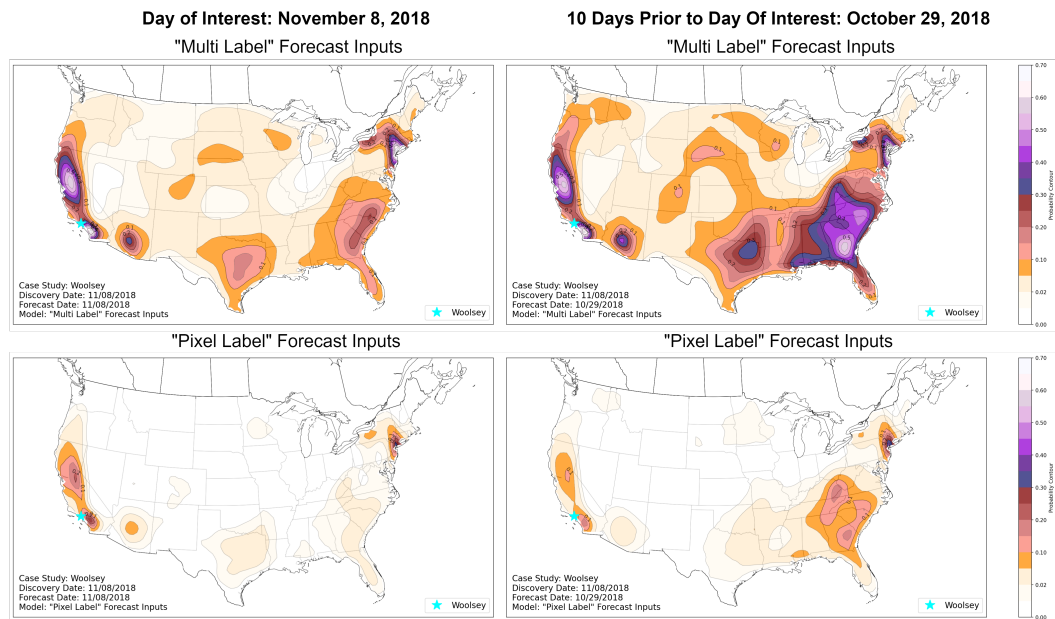 Day of Interest: November 8, 2018
10 Days Prior to Day Of Interest: October 29, 2018
"Multi Label" Forecast Inputs
"Multi Label" Forecast Inputs
Case Study: Woolsey
Discovery Date: 11/08/2018
Forecast Date: 11/08/2018
Model: "Multi Label" Forecast Inputs
Woolsey
Case Study: Woolsey
Discovery Date: 11/08/2018
Forecast Date: 10/29/2018
Model: "Multi Label" Forecast Inputs
Woolsey
0.70
0.60
0.50
0.40
0.30
0.20
0.10
0.02
0.00
Probability Contour
"Pixel Label" Forecast Inputs
"Pixel Label" Forecast Inputs
Case Study: Woolsey
Discovery Date: 11/08/2018
Forecast Date: 11/08/2018
Model: "Pixel Label" Forecast Inputs
Woolsey
Case Study: Woolsey
Discovery Date: 11/08/2018
Forecast Date: 10/29/2018
Model: "Pixel Label" Forecast Inputs
Woolsey
0.70
0.60
0.50
0.40
0.30
0.20
0.10
0.02
0.00
Probability Contour